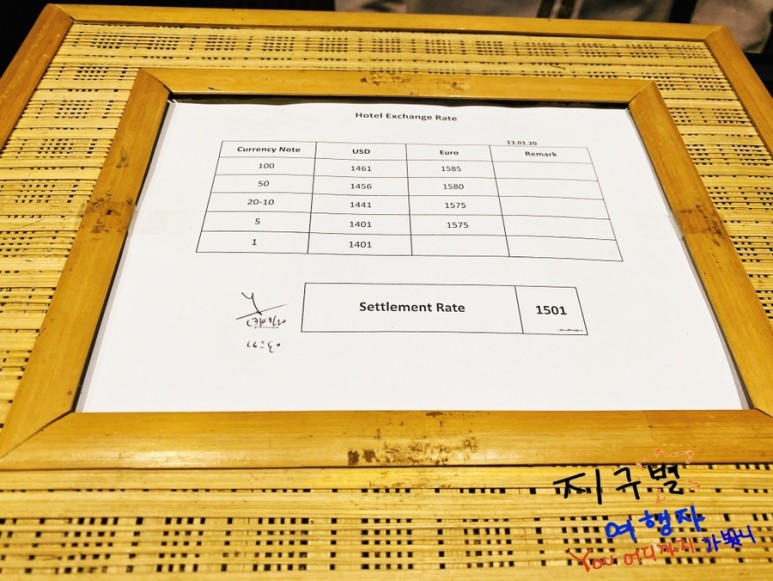 Hotel Exchange Rate
13.01.20
Currency Note USD Euro Remark
100 1461 1585
50 1456 1580
20-10 1441 1575
5 1401 1575
1 1401
Settlement Rate 1501
지구별
여행자
You 어디까지 가봤니